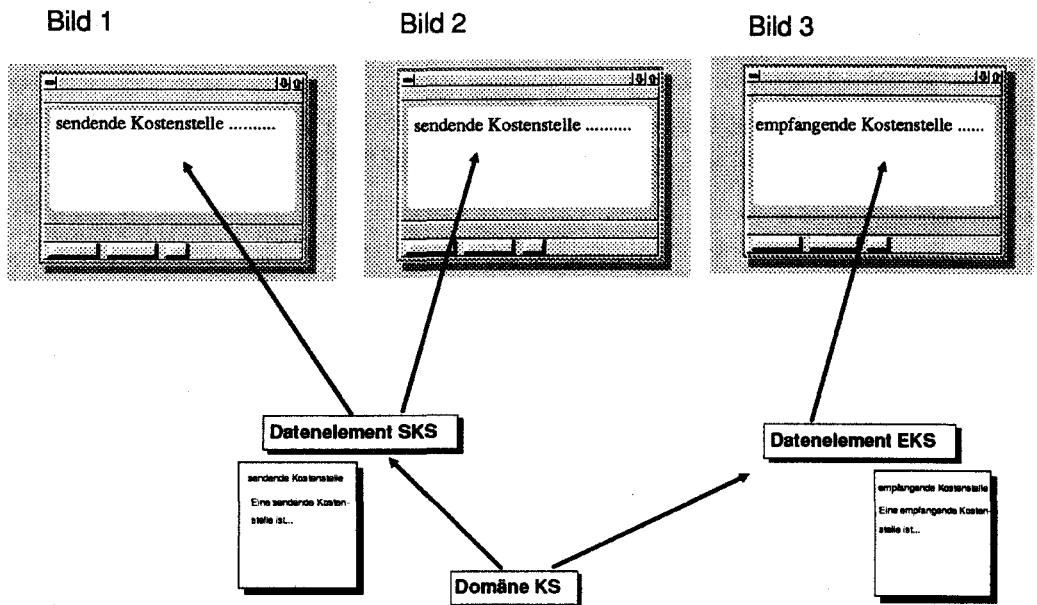 Bild 1
Bild 2
Bild 3
sendende Kostenstelle ..........
sendende Kostenstelle ..........
empfangende Kostenstelle ......
Datenelement SKS
Datenelement EKS
sendende Kostenstelle
Eine sendende Kosten-
stelle ist...
empfangende Kostenstelle
Eine empfangende Kosten-
stelle ist...
Domäne KS